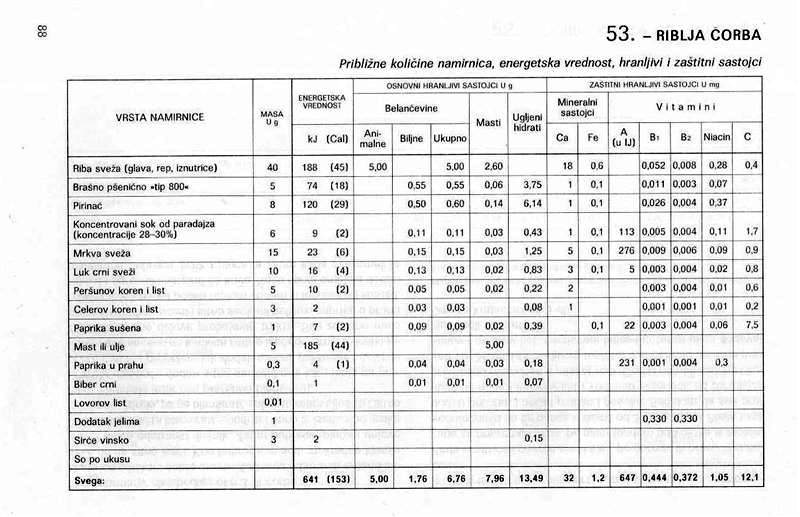 88
53. – RIBLJA ČORBA
Približne količine namirnica, energetska vrednost, hranljivi i zaštitni sastojci
VRSTA NAMIRNICE MASA U g ENERGETSKA VREDNOST OSNOVNI HRANLJIVI SASTOJCI U g ZAŠTITNI HRANLJIVI SASTOJCI U mg
Belančevine Masti Ugljeni hidrati Mineralni sastojci Vitamini
kJ (Cal) Ani-malne Biljne Ukupno Ca Fe A (u IJ) B1 B2 Niacin C
Riba sveža (glava, rep, iznutrice) 40 188 (45) 5,00 5,00 2,60 18 0,6 0,052 0,008 0,28 0,4
Brašno pšenično »tip 800« 5 74 (18) 0,55 0,55 0,06 3,75 1 0,1 0,011 0,003 0,07
Pirinač 8 120 (29) 0,50 0,60 0,14 6,14 1 0,1 0,026 0,004 0,37
Koncentrovani sok od paradajza
(koncentracije 28–30%) 6 9 (2) 0,11 0,11 0,03 0,43 1 0,1 113 0,005 0,004 0,11 1,7
Mrkva sveža 15 23 (6) 0,15 0,15 0,03 1,25 5 0,1 276 0,009 0,006 0,09 0,9
Luk crni sveži 10 16 (4) 0,13 0,13 0,02 0,83 3 0,1 5 0,003 0,004 0,02 0,8
Peršunov koren i list 5 10 (2) 0,05 0,05 0,02 0,22 2 0,003 0,004 0,01 0,6
Celerov koren i list 3 2 0,03 0,03 0,08 1 0,001 0,001 0,01 0,2
Paprika sušena 1 7 (2) 0,09 0,09 0,02 0,39 0,1 22 0,003 0,004 0,06 7,5
Mast ili ulje 5 185 (44) 5,00
Paprika u prahu 0,3 4 (1) 0,04 0,04 0,03 0,18 231 0,001 0,004 0,3
Biber crni 0,1 1 0,01 0,01 0,01 0,07
Lovorov list 0,01
Dodatak jelima 1 0,330 0,330
Sirće vinsko 3 2 0,15
So po ukusu
Svega: 641 (153) 5,00 1,76 6,76 7,96 13,49 32 1,2 647 0,444 0,372 1,05 12,1